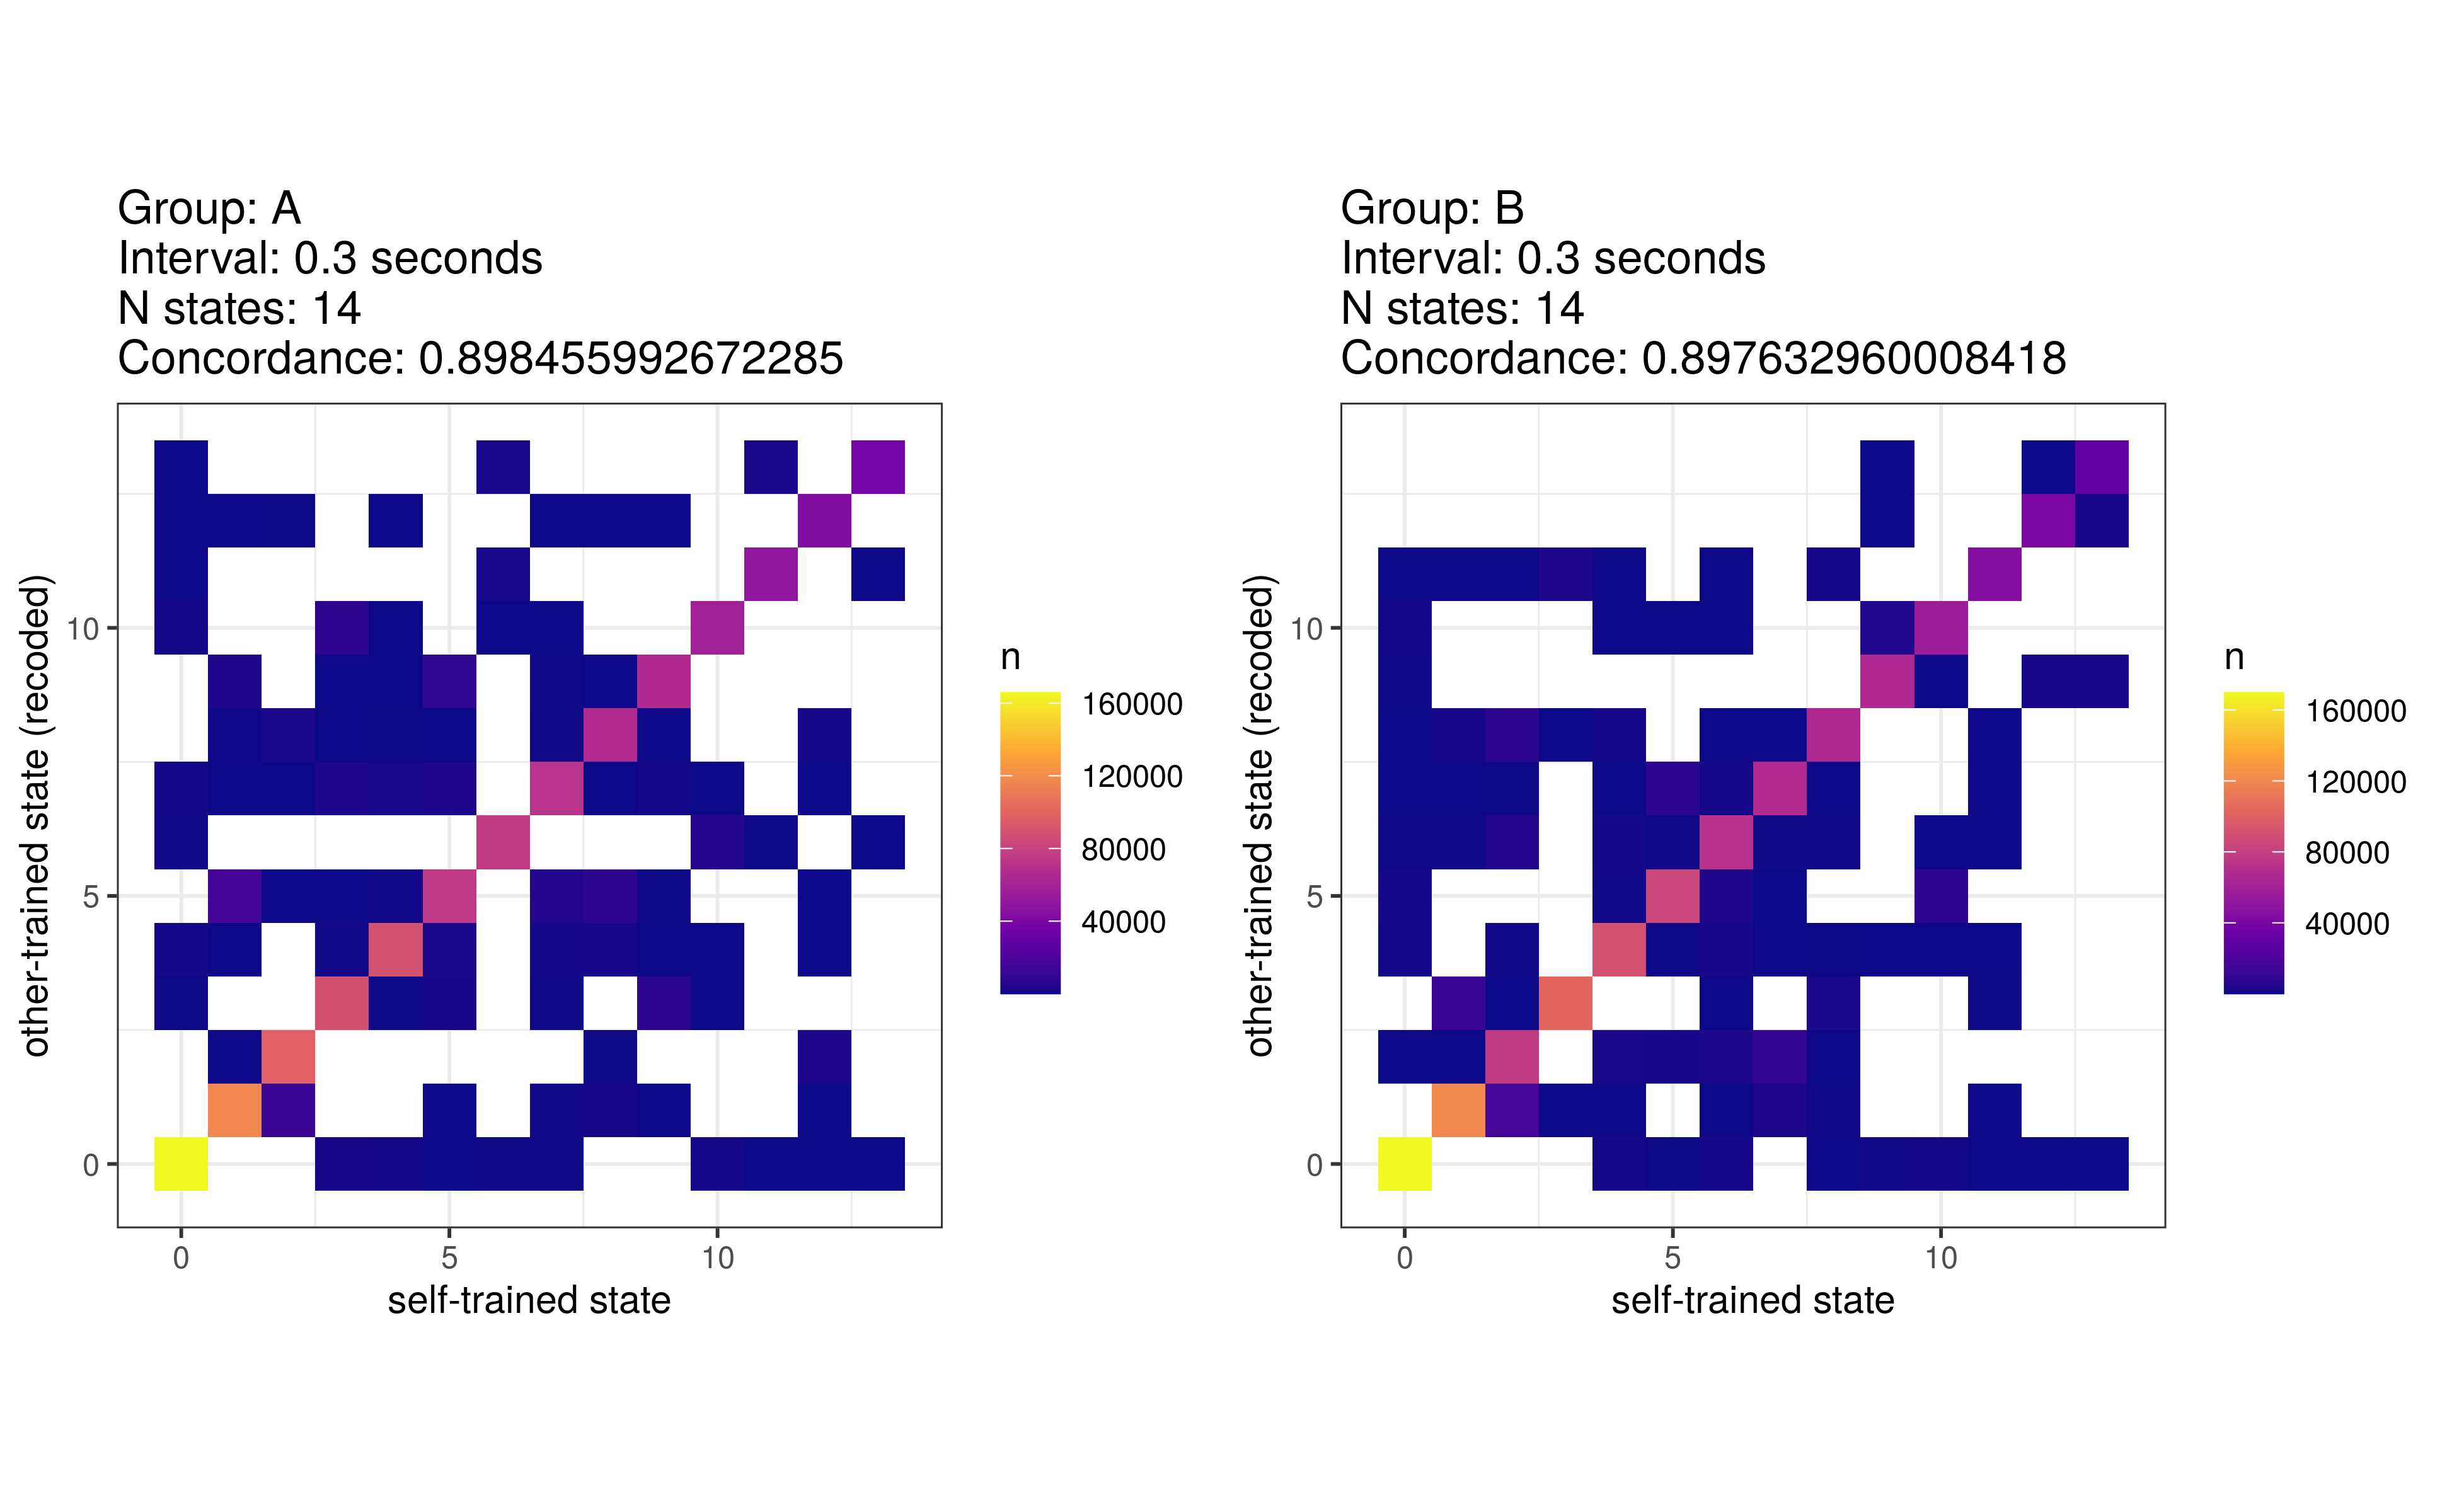 Group: A
Interval: 0.3 seconds
N states: 14
Concordance: 0.898455992672285
other-trained state (recoded)
10
5
0
0
5
10
self-trained state
n
160000
120000
80000
40000
Group: B
Interval: 0.3 seconds
N states: 14
Concordance: 0.897632960008418
other-trained state (recoded)
10
5
0
0
5
10
self-trained state
n
160000
120000
80000
40000